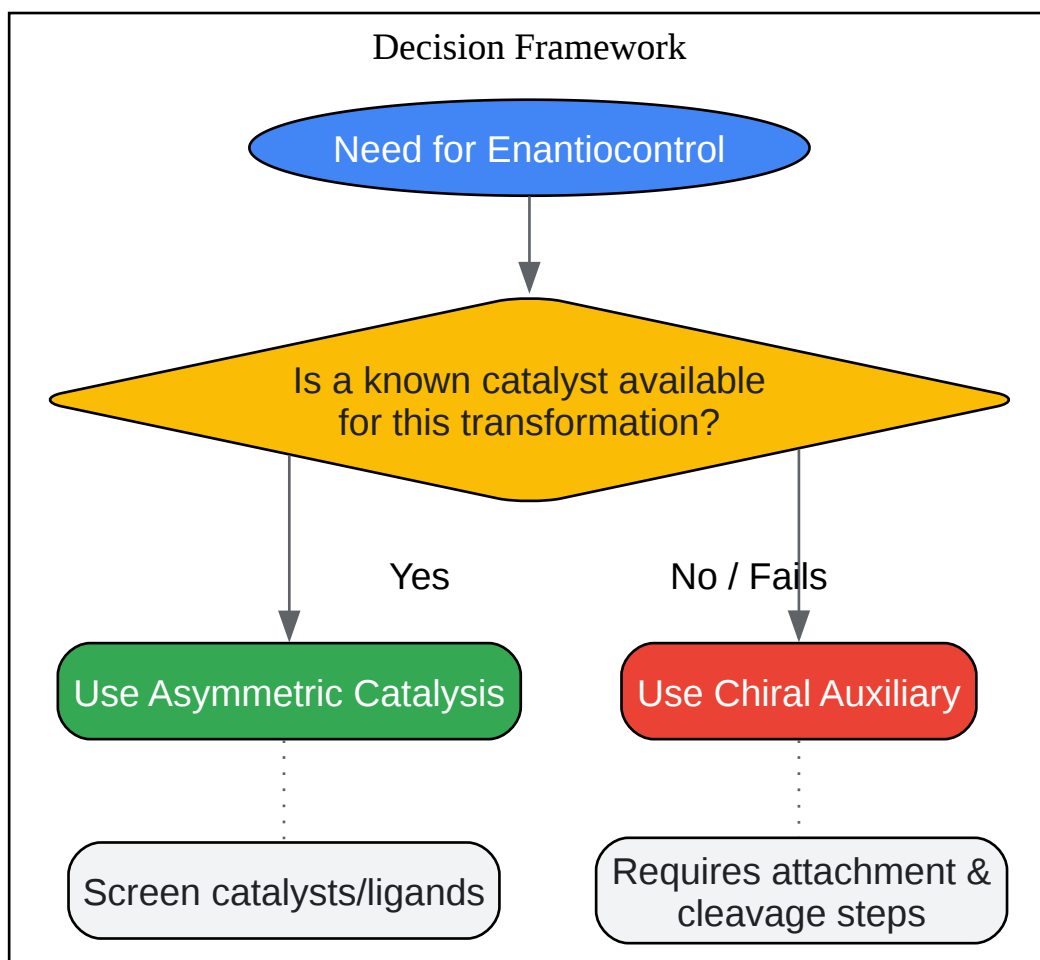 Decision Framework
Need for Enantiocontrol
Is a known catalyst available
for this transformation?
Yes
No / Fails
Use Asymmetric Catalysis
Use Chiral Auxiliary
Screen catalysts/ligands
Requires attachment &
cleavage steps